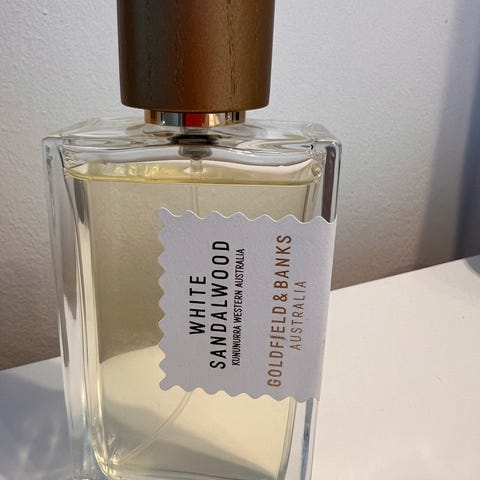 WHITE
SANDALWOOD
KUNUNURRA WESTERN AUSTRALIA
GOLDFIELD & BANKS
AUSTRALIA